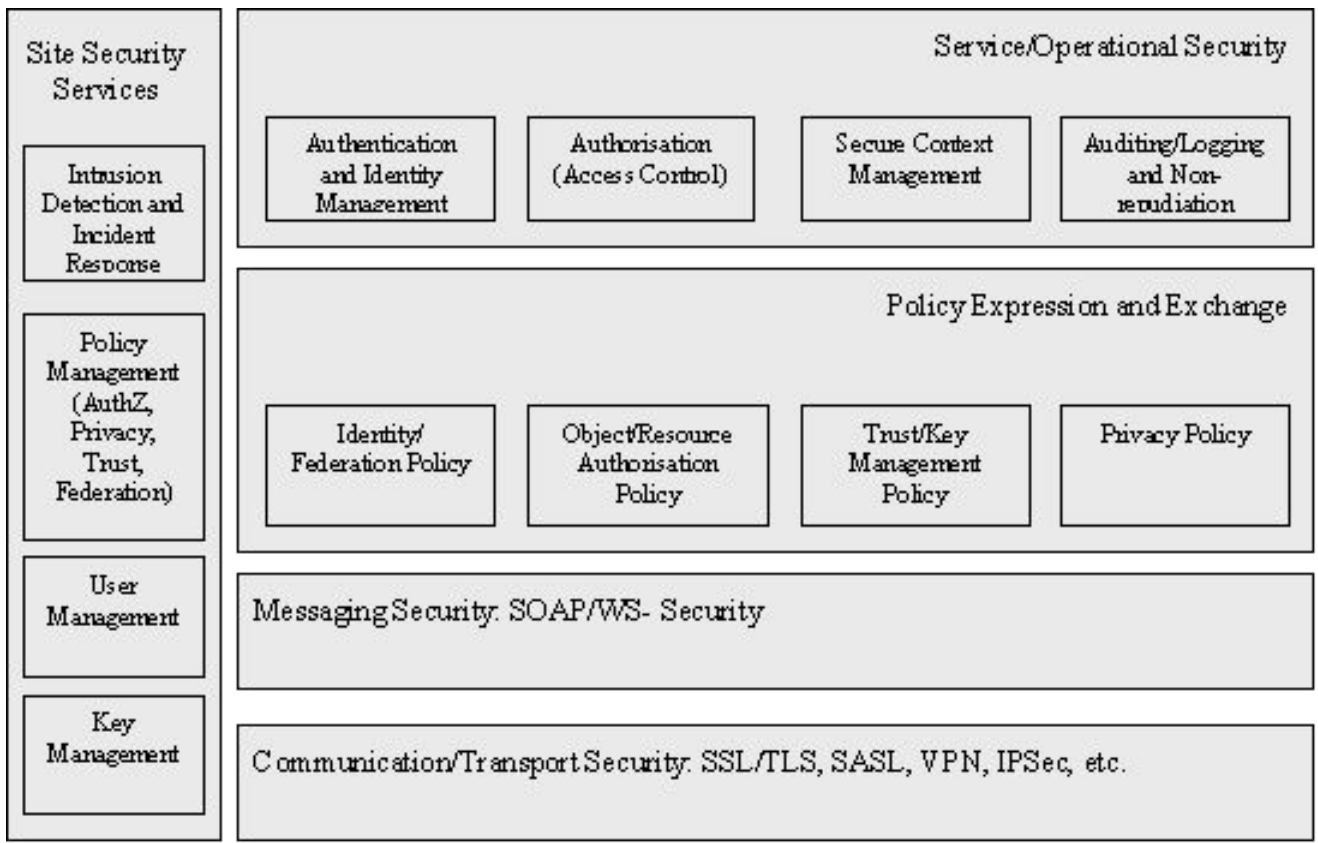 Site Security
Services
Intrusion
Detection and
Incident
Response
Policy
Management
(AuthZ,
Privacy,
Trust,
Federation)
User
Management
Key
Management
Service/Operational Security
Authentication
and Identity
Management
Authorisation
(Access Control)
Secure Context
Management
Auditing/Logging
and Non-
repudiation
Policy Expression and Exchange
Identity/
Federation Policy
Object/Resource
Authorisation
Policy
Trust/Key
Management
Policy
Privacy Policy
Messaging Security: SOAP/WS- Security
Communication/Transport Security: SSL/TLS, SASL, VPN, IPSec, etc.